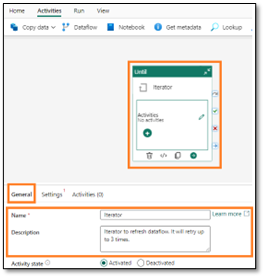 Home Activities Run View
Copy data Dataflow Notebook Get metadata Lookup
Until
Iterator
Activities
No activities
General Settings 1 Activities (0)
Name * Iterator Learn more
Description Iterator to refresh dataflow. It will retry up
to 3 times.
Activity state Activated Deactivated